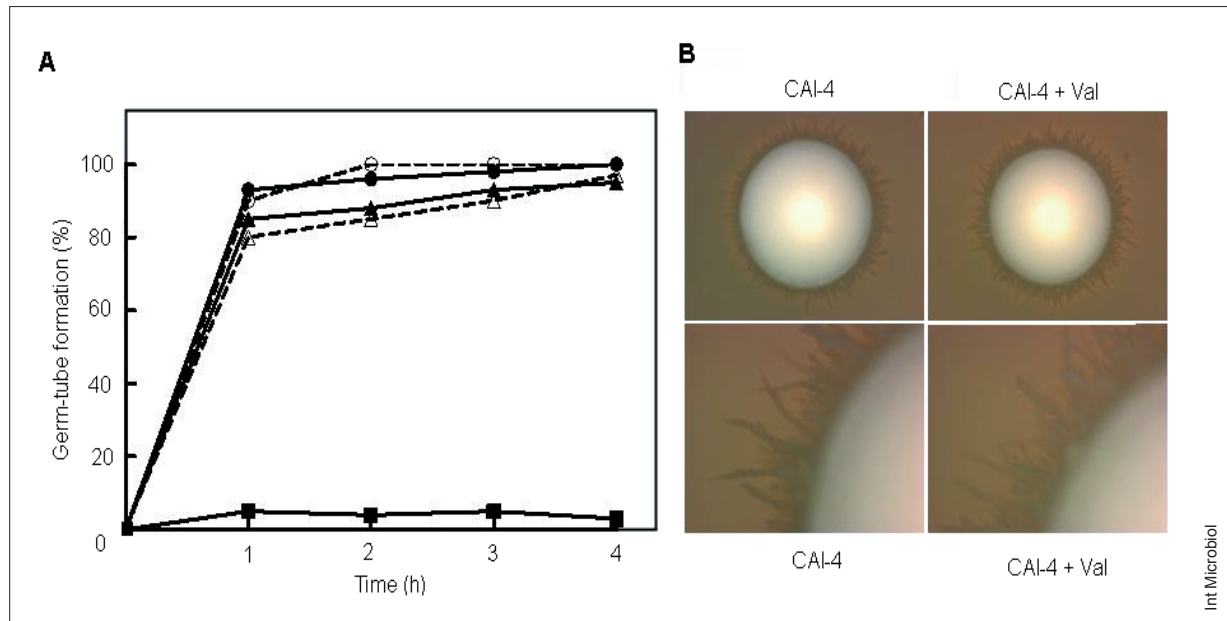 A
Germ-tube formation (%)
100
80
60
40
20
0
1
2
3
4
Time (h)
B
CAI-4
CAI-4 + Val
CAI-4
CAI-4 + Val
Int Microbiol